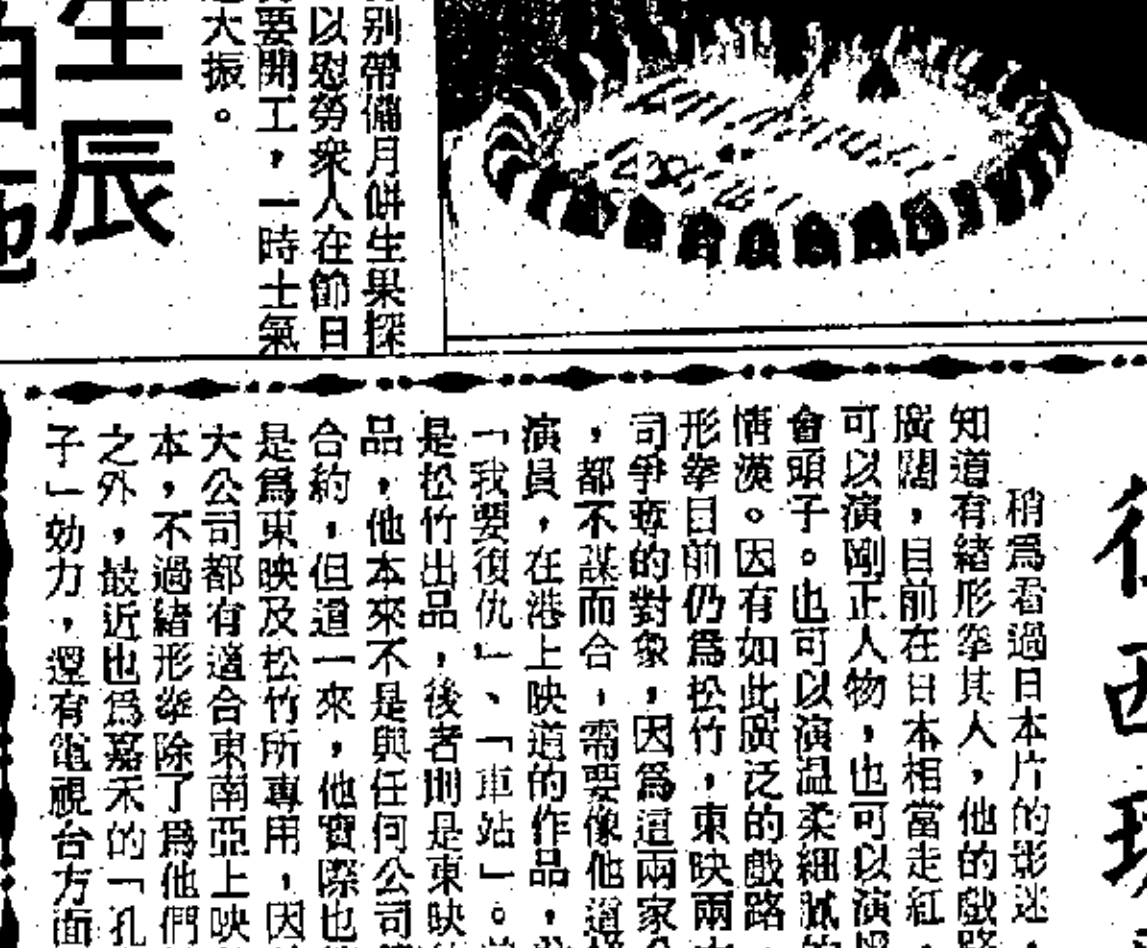 別帶備月餅生果探
以慰勞衆人在節日
要開工，一時士氣
大振。
生辰
稍爲看過日本片的影迷，
知道有緒形拳其人，他的戲路
廣闊，目前在日本相當走紅，
可以演剛正人物，也可以演
會頭子。也可以演温柔細膩的
情漢。因有如此廣泛的戲路，
形拳目前仍爲松竹，東映兩
司爭奪的對象，因爲這兩家
，都不謀而合，需要像他這樣
演員，在港上映道的作品，
「我要復仇」、「車站」。
是松竹出品，後者則是東映
品，他本來不是與任何公司
合約，但道一來，他實際也
是爲東映及松竹所專用，因
大公司都有適合東南亞上映
本，不過緒形拳除了爲他們
之外，最近也爲嘉禾的「孔
子」効力，還有電視台方面